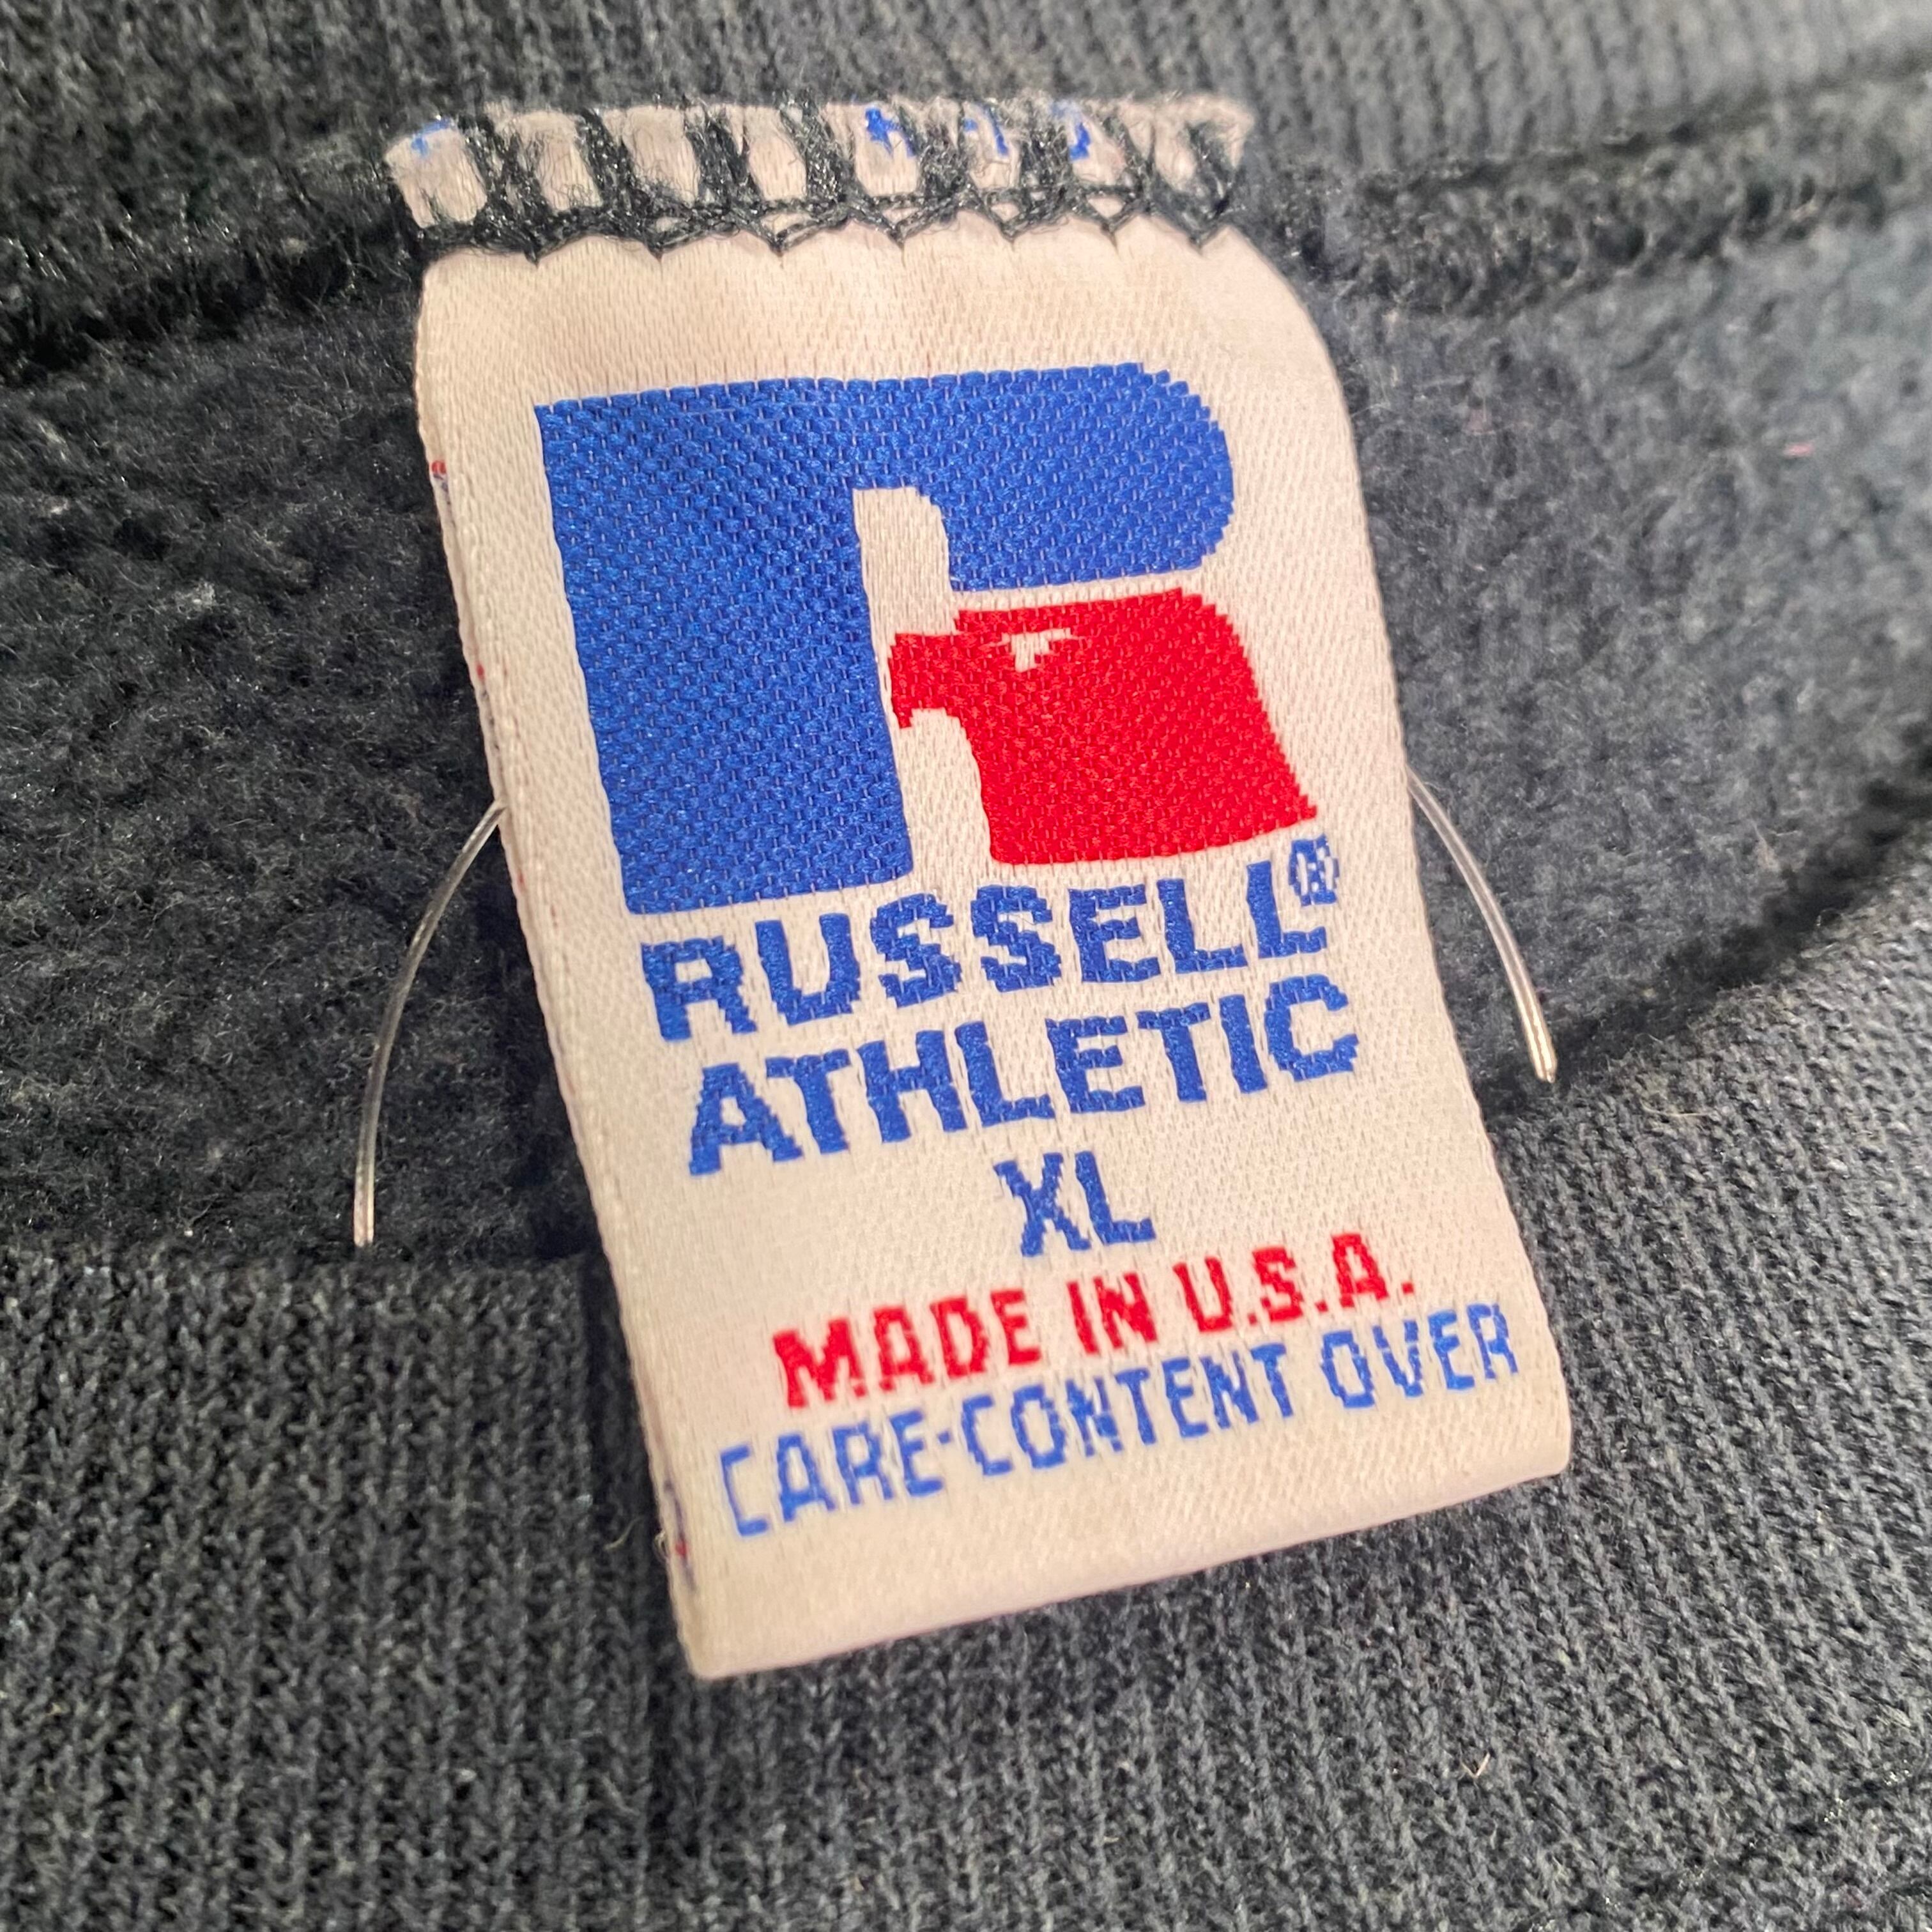 RUSSELL®
ATHLETIC
XL
MADE IN U.S.A.
CARE-CONTENT OVER